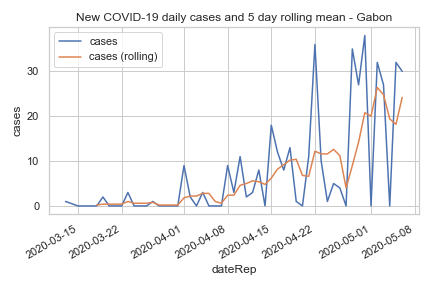 New COVID-19 daily cases and 5 day rolling mean - Gabon
cases
cases (rolling)
30
20
10
0
cases
2020-03-15
2020-03-22
2020-04-01
2020-04-08
2020-04-15
2020-04-22
2020-05-01
2020-05-08
dateRep